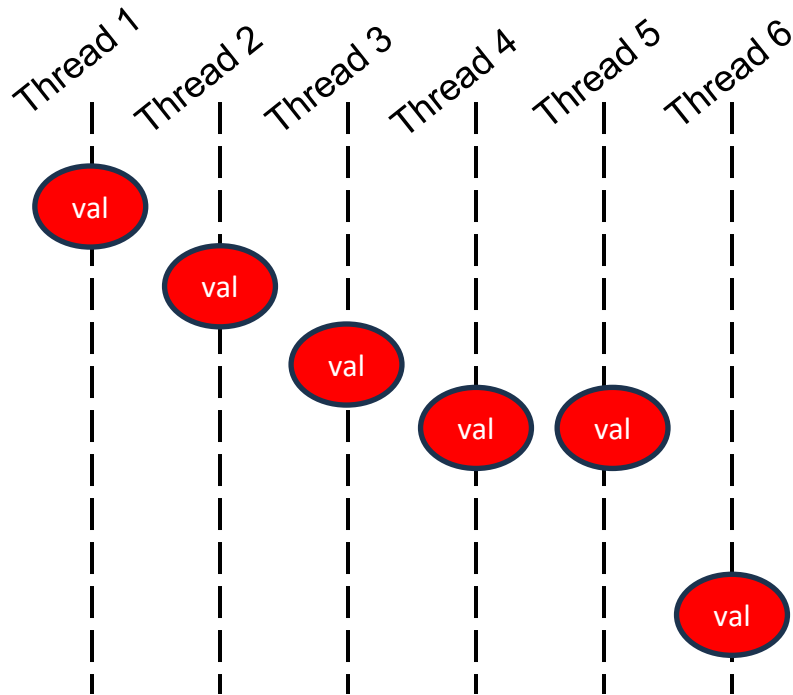 Thread 1
Thread 2
Thread 3
Thread 4
Thread 5
Thread 6
val
val
val
val
val
val